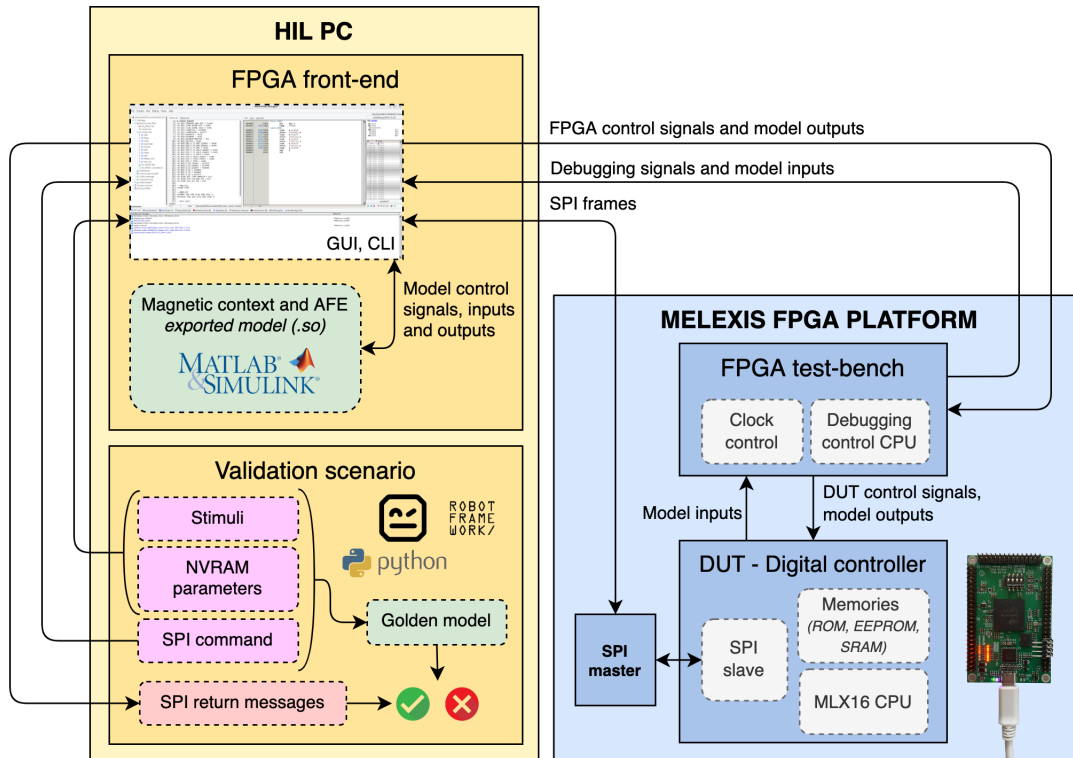 HIL PC
FPGA front-end
GUI, CLI
Magnetic context and AFE
exported model (.so)
MATLAB®
&SIMULINK®
Model control
signals, inputs
and outputs
Validation scenario
Stimuli
NVRAM
parameters
SPI command
SPI return messages
ROBOT
FRAME
WORK/
python
Golden model
FPGA control signals and model outputs
Debugging signals and model inputs
SPI frames
MELEXIS FPGA PLATFORM
FPGA test-bench
Clock
control
Debugging
control CPU
Model inputs
DUT control signals,
model outputs
DUT - Digital controller
SPI
master
SPI
slave
Memories
(ROM, EEPROM,
SRAM)
MLX16 CPU